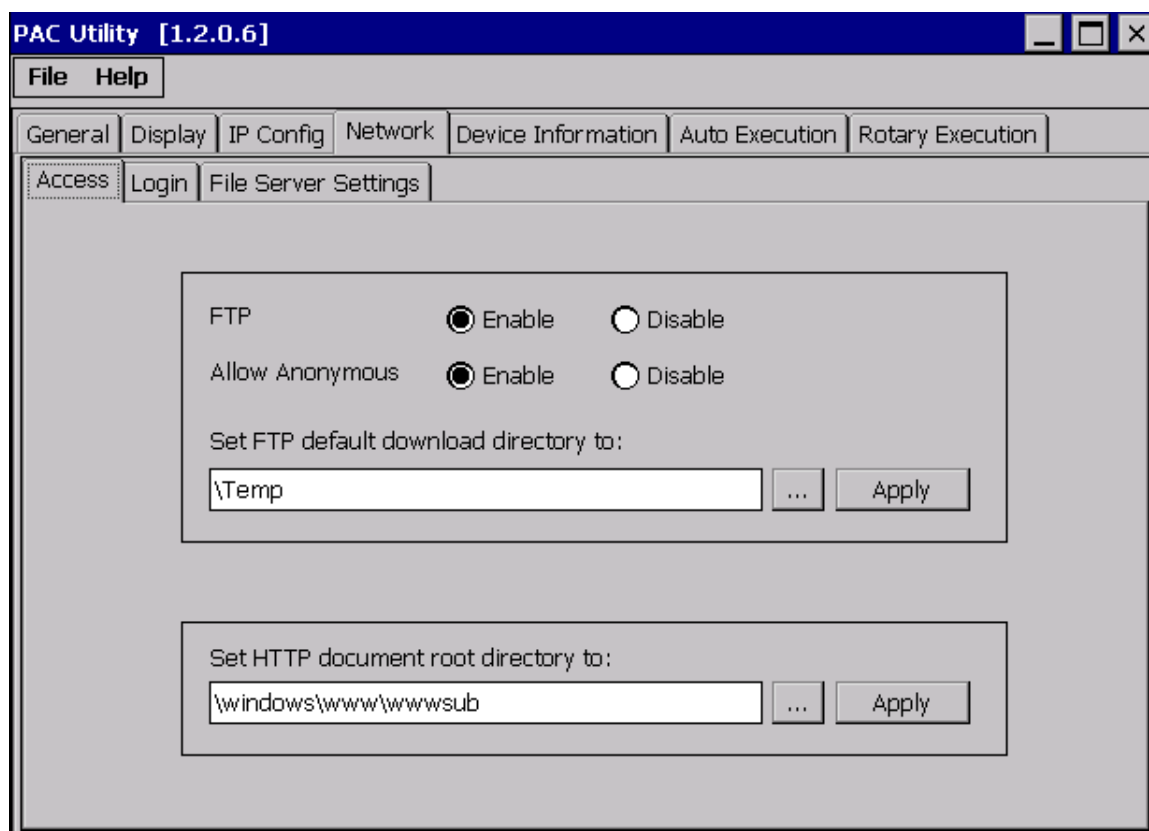 PAC Utility [1.2.0.6]
File Help
General Display IP Config Network Device Information Auto Execution Rotary Execution
Access Login File Server Settings
FTP Enable Disable
Allow Anonymous Enable Disable
Set FTP default download directory to:
\Temp ... Apply
Set HTTP document root directory to:
\windows\www\wwwsub ... Apply